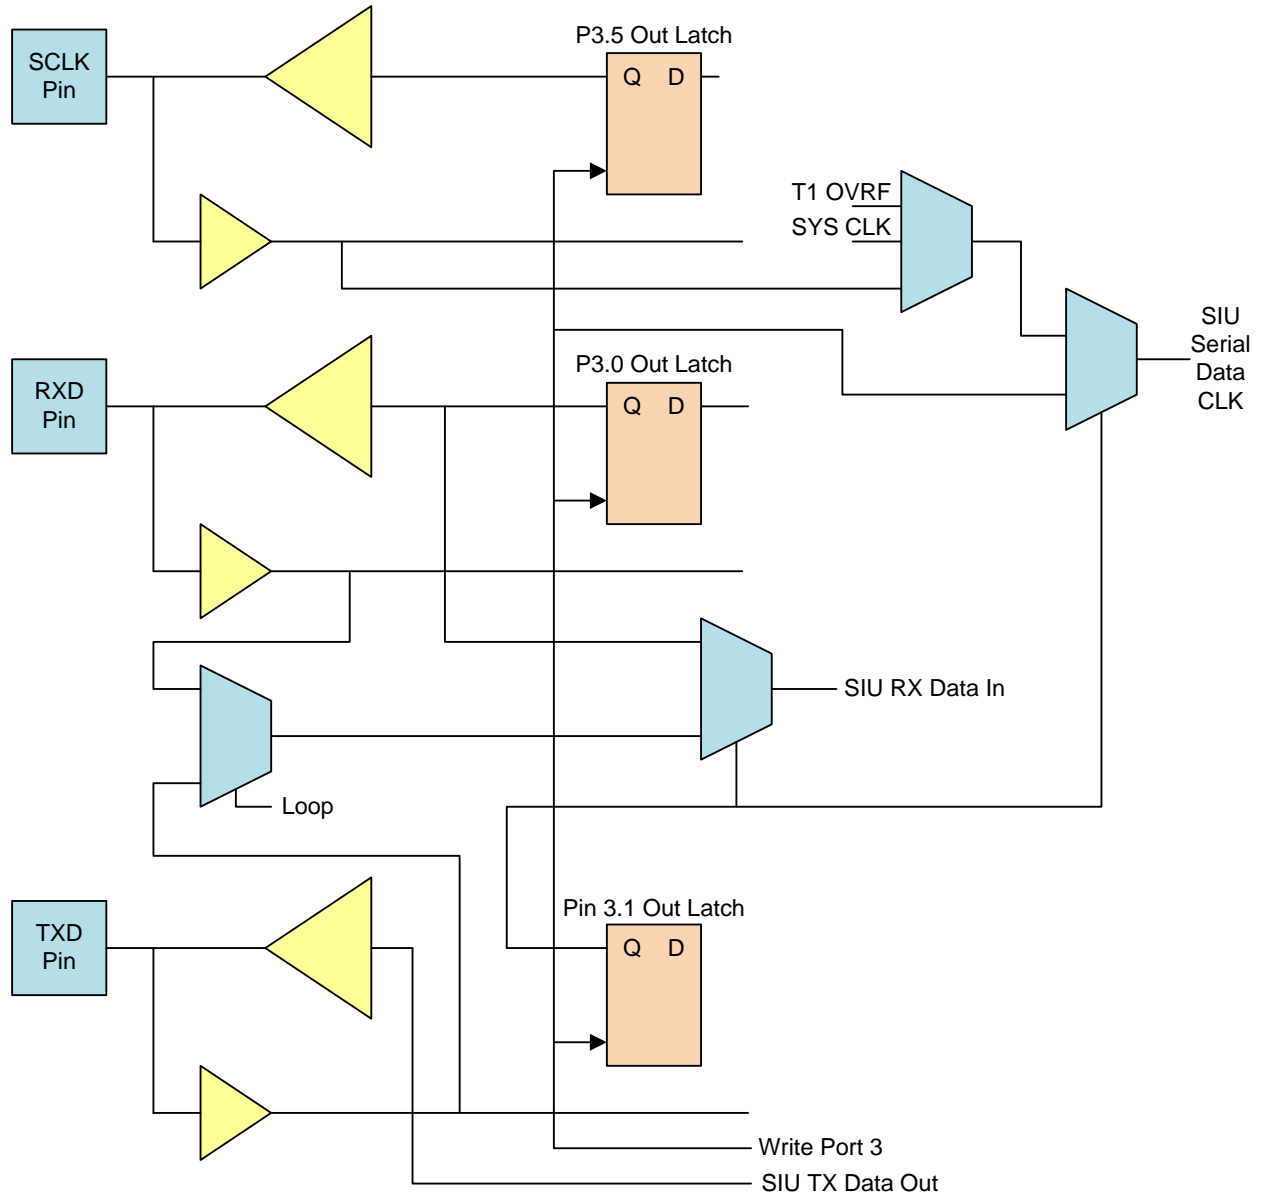 P3.5 Out Latch
SCLK
Pin
Q D
T1 OVRF
SYS CLK
SIU
Serial
Data
CLK
P3.0 Out Latch
RXD
Pin
Q D
SIU RX Data In
Loop
Pin 3.1 Out Latch
TXD
Pin
Q D
Write Port 3
SIU TX Data Out